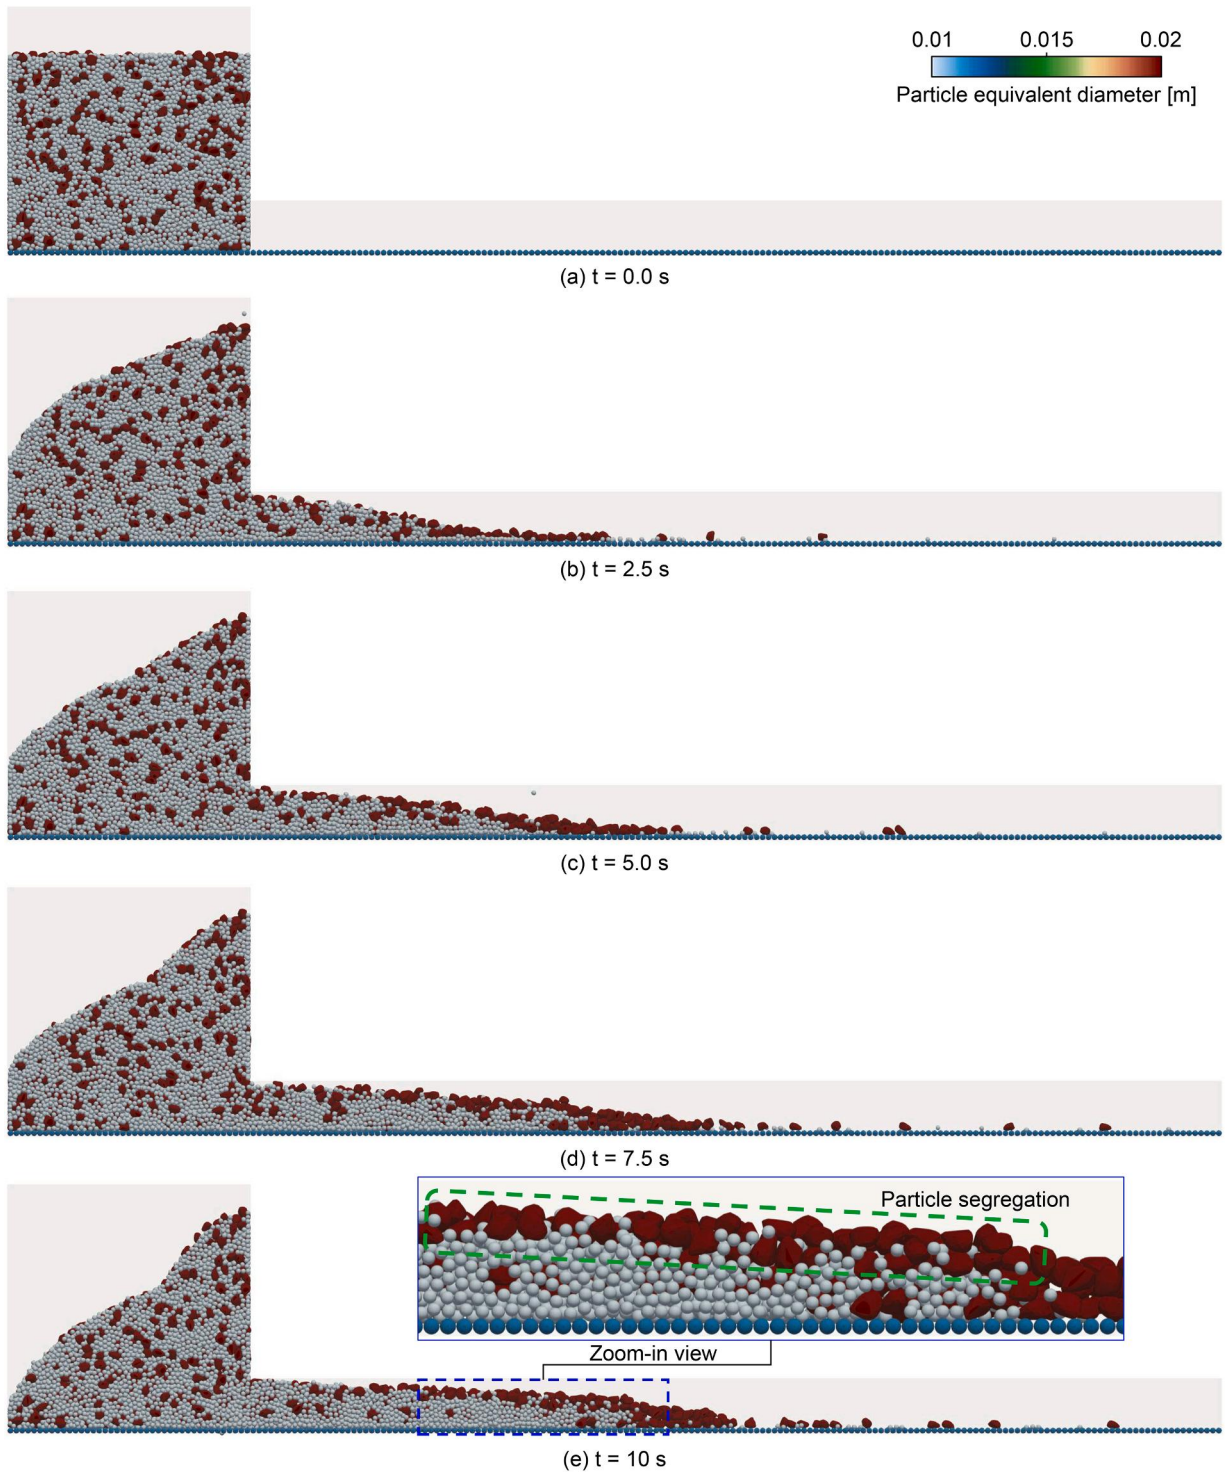 0.01 0.015 0.02
Particle equivalent diameter [m]
(a) t = 0.0 s
(b) t = 2.5 s
(c) t = 5.0 s
(d) t = 7.5 s
Particle segregation
Zoom-in view
(e) t = 10 s